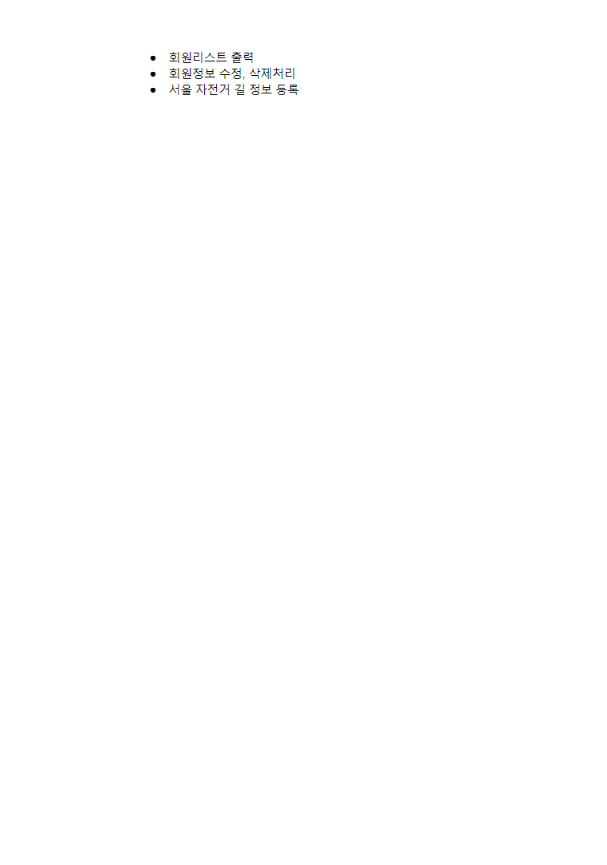 ● 회원리스트 출력
● 회원정보 수정, 삭제처리
● 서울 자전거 길 정보 등록